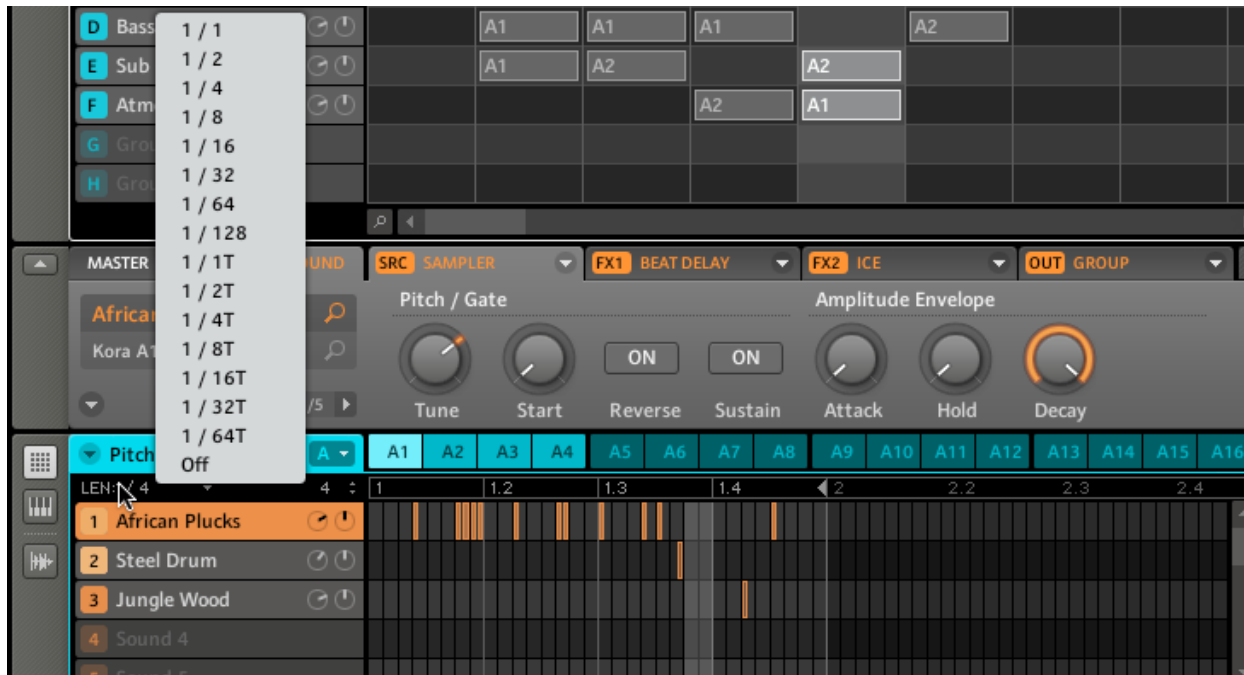 D Bass A1 A1 A1 A2
E Sub A1 A2 A2
F Atm A2 A1
G Grou
H Grou
1 / 1
1 / 2
1 / 4
1 / 8
1 / 16
1 / 32
1 / 64
1 / 128
1 / 1T
1 / 2T
1 / 4T
1 / 8T
1 / 16T
1 / 32T
1 / 64T
Off
MASTER OUND SRC SAMPLER FX1 BEAT DELAY FX2 ICE OUT GROUP
African
Kora A1
/5
Pitch / Gate Amplitude Envelope
ON ON
Tune Start Reverse Sustain Attack Hold Decay
Pitch A A1 A2 A3 A4 A5 A6 A7 A8 A9 A10 A11 A12 A13 A14 A15 A16
LEN: / 4 4 1 1.2 1.3 1.4 2 2.2 2.3 2.4
1 African Plucks
2 Steel Drum
3 Jungle Wood
4 Sound 4